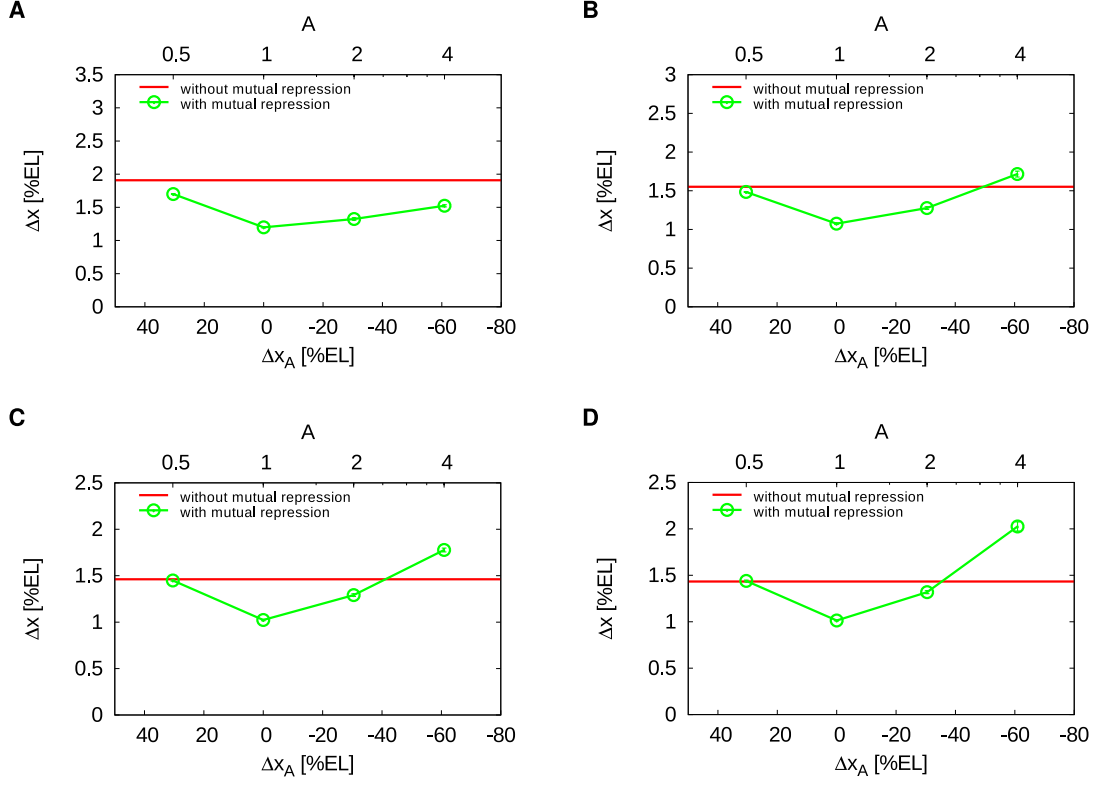 A
A
0.5 1 2 4
3.5
3
2.5
2
1.5
1
0.5
0
without mutual repression
with mutual repression
Δx [%EL]
40 20 0 -20 -40 -60 -80
Δx_A [%EL]
B
A
0.5 1 2 4
3
2.5
2
1.5
1
0.5
0
without mutual repression
with mutual repression
Δx [%EL]
40 20 0 -20 -40 -60 -80
Δx_A [%EL]
C
A
0.5 1 2 4
2.5
2
1.5
1
0.5
0
without mutual repression
with mutual repression
Δx [%EL]
40 20 0 -20 -40 -60 -80
Δx_A [%EL]
D
A
0.5 1 2 4
2.5
2
1.5
1
0.5
0
without mutual repression
with mutual repression
Δx [%EL]
40 20 0 -20 -40 -60 -80
Δx_A [%EL]